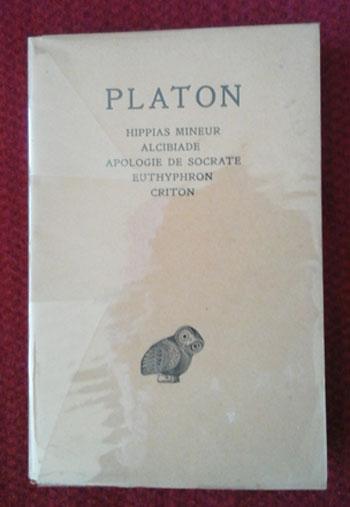 PLATON
HIPPIAS MINEUR
ALCIBIADE
APOLOGIE DE SOCRATE
EUTHYPHRON
CRITON